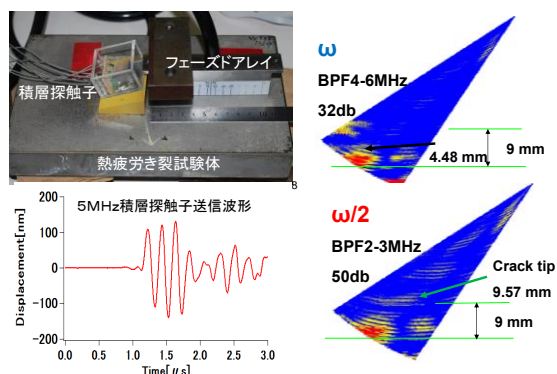 積層探触子
フェーズドアレイ
熱疲労き裂試験体
8
5MHz積層探触子送信波形
Displacement[nm]
200
100
0
-100
-200
0.0 0.5 1.0 1.5 2.0 2.5 3.0
Time[μs]
ω
BPF4-6MHz
32db
4.48 mm
9 mm
ω/2
BPF2-3MHz
50db
Crack tip
9.57 mm
9 mm